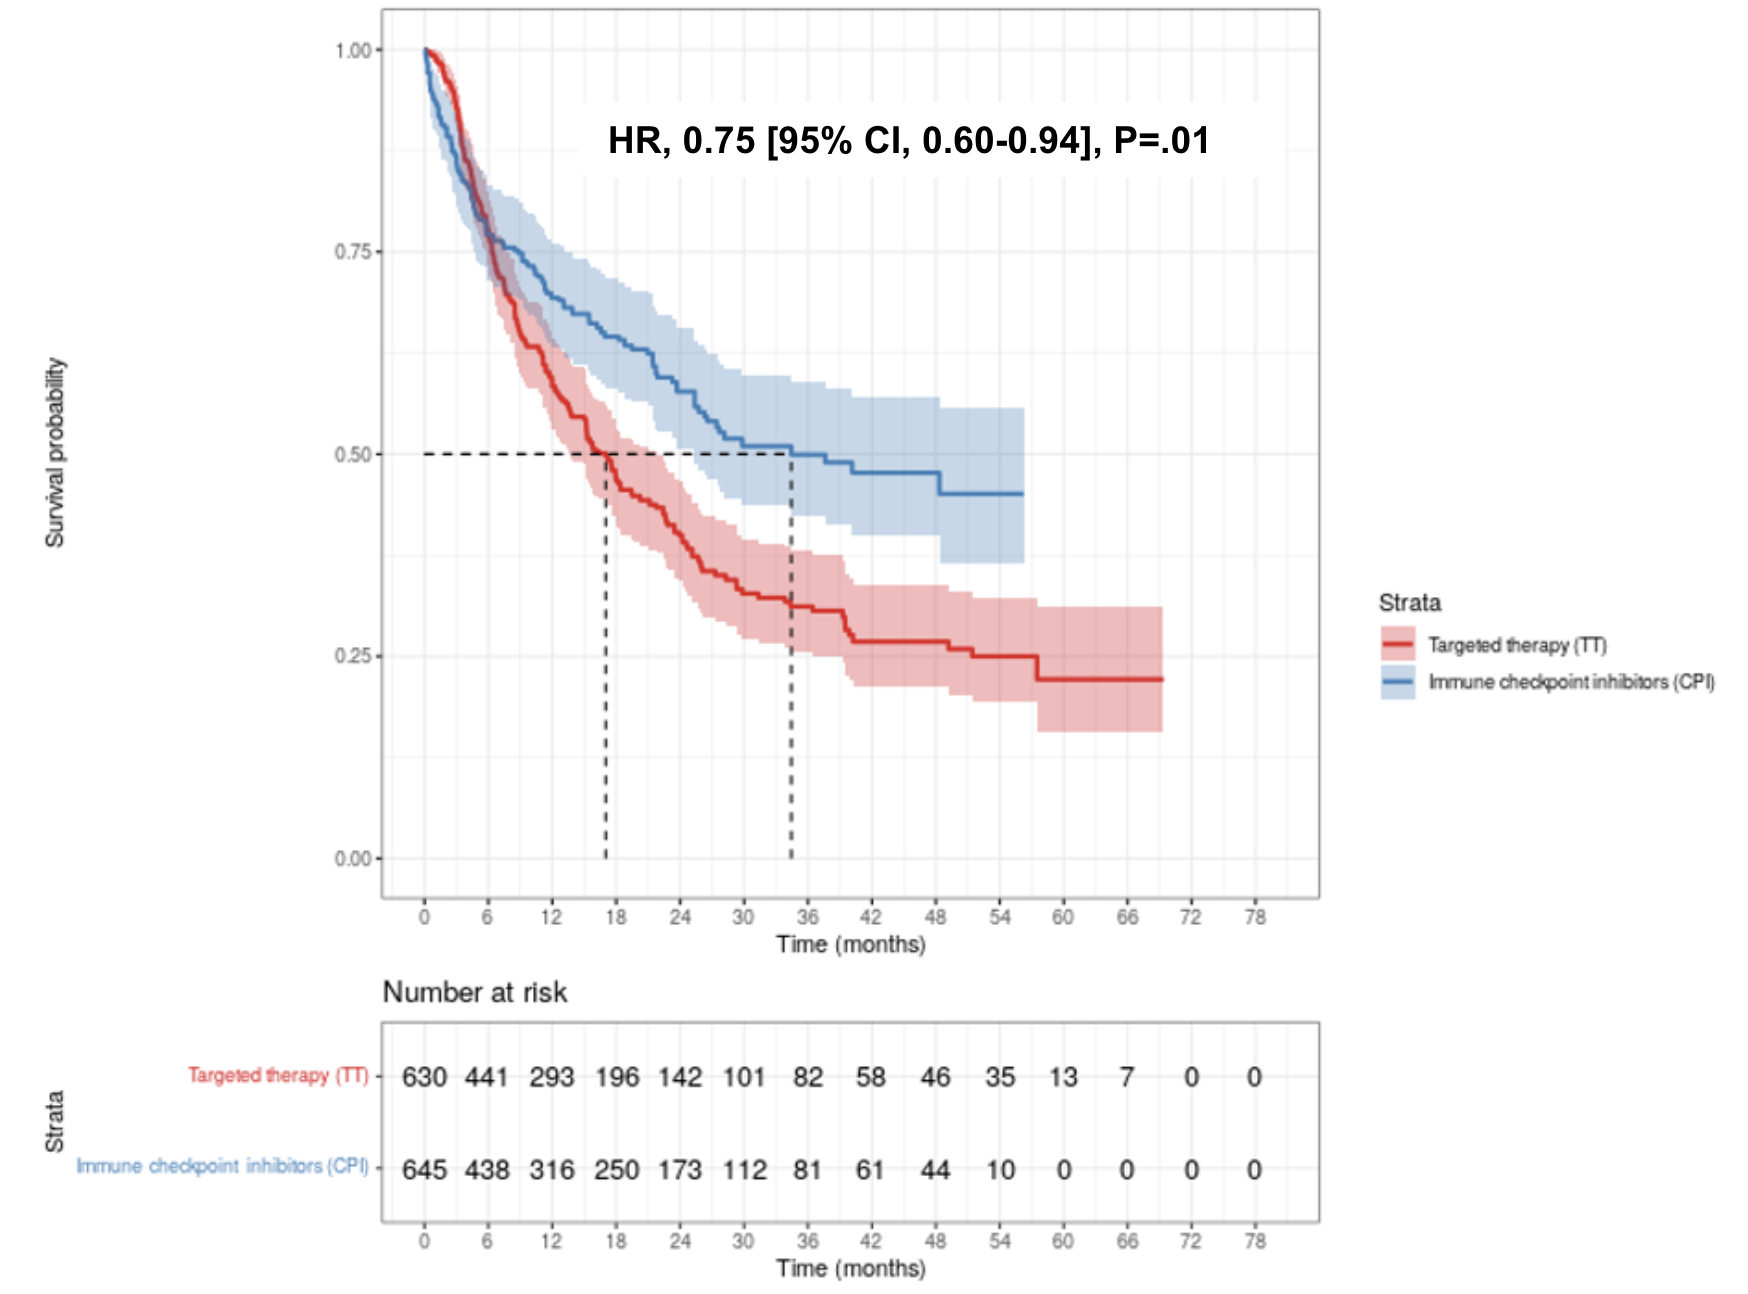 1.00
HR, 0.75 [95% CI, 0.60-0.94], P=.01
0.75
0.50
0.25
0.00
Survival probability
0 6 12 18 24 30 36 42 48 54 60 66 72 78
Time (months)
Strata
Targeted therapy (TT)
Immune checkpoint inhibitors (CPI)
Number at risk
Strata
Targeted therapy (TT) 630 441 293 196 142 101 82 58 46 35 13 7 0 0
Immune checkpoint inhibitors (CPI) 645 438 316 250 173 112 81 61 44 10 0 0 0 0
0 6 12 18 24 30 36 42 48 54 60 66 72 78
Time (months)